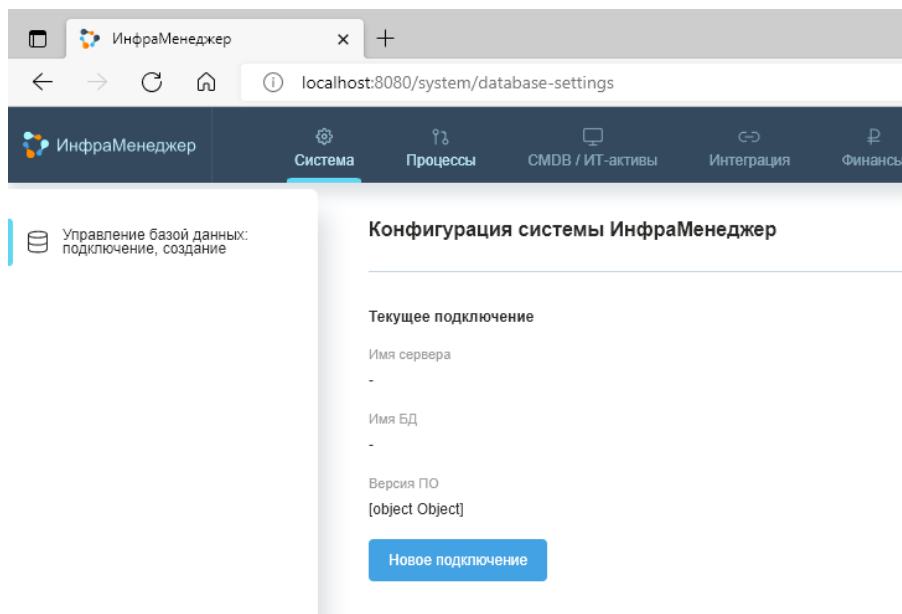 ИнфраМенеджер
localhost:8080/system/database-settings
ИнфраМенеджер
Система
Процессы
CMDB / ИТ-активы
Интеграция
Финансы
Управление базой данных:
подключение, создание
Конфигурация системы ИнфраМенеджер
Текущее подключение
Имя сервера
-
Имя БД
-
Версия ПО
[object Object]
Новое подключение